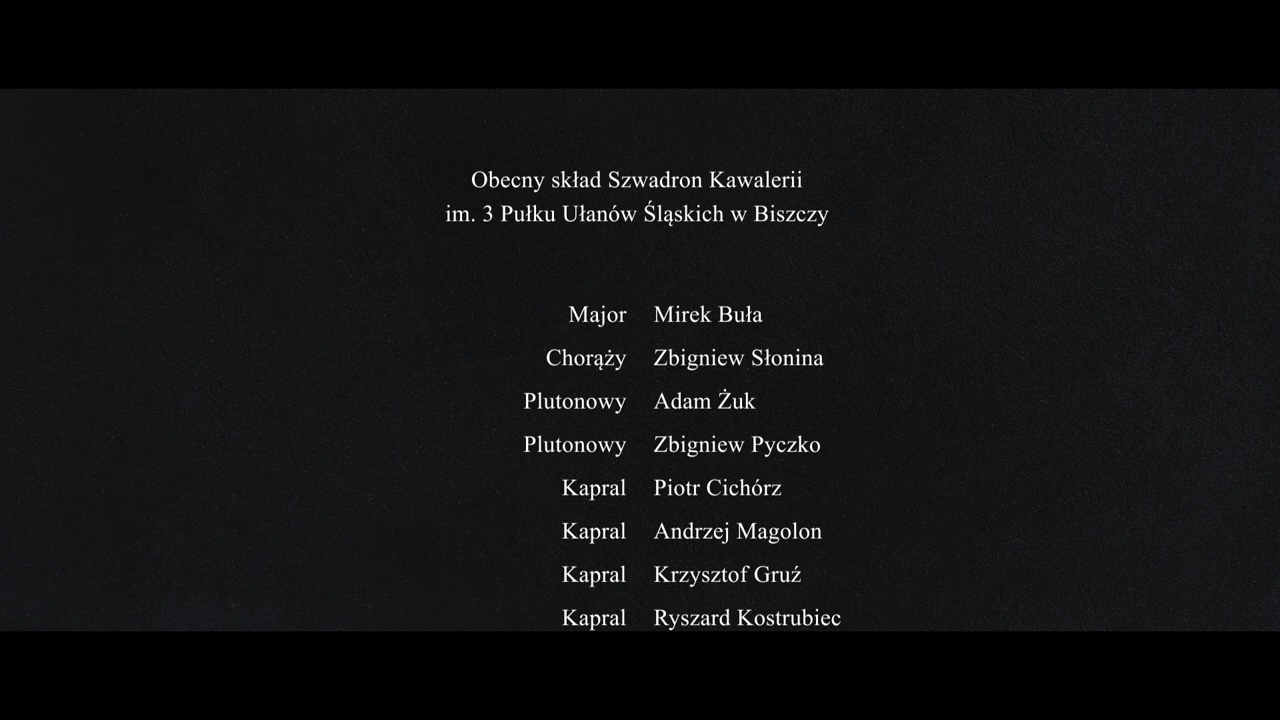 Obecny skład Szwadron Kawalerii
im. 3 Pułku Ułanów Śląskich w Biszczy
Major Mirek Buła
Chorąży Zbigniew Słonina
Plutonowy Adam Żuk
Plutonowy Zbigniew Pyczko
Kapral Piotr Cichórz
Kapral Andrzej Magolon
Kapral Krzysztof Gruź
Kapral Ryszard Kostrubiec